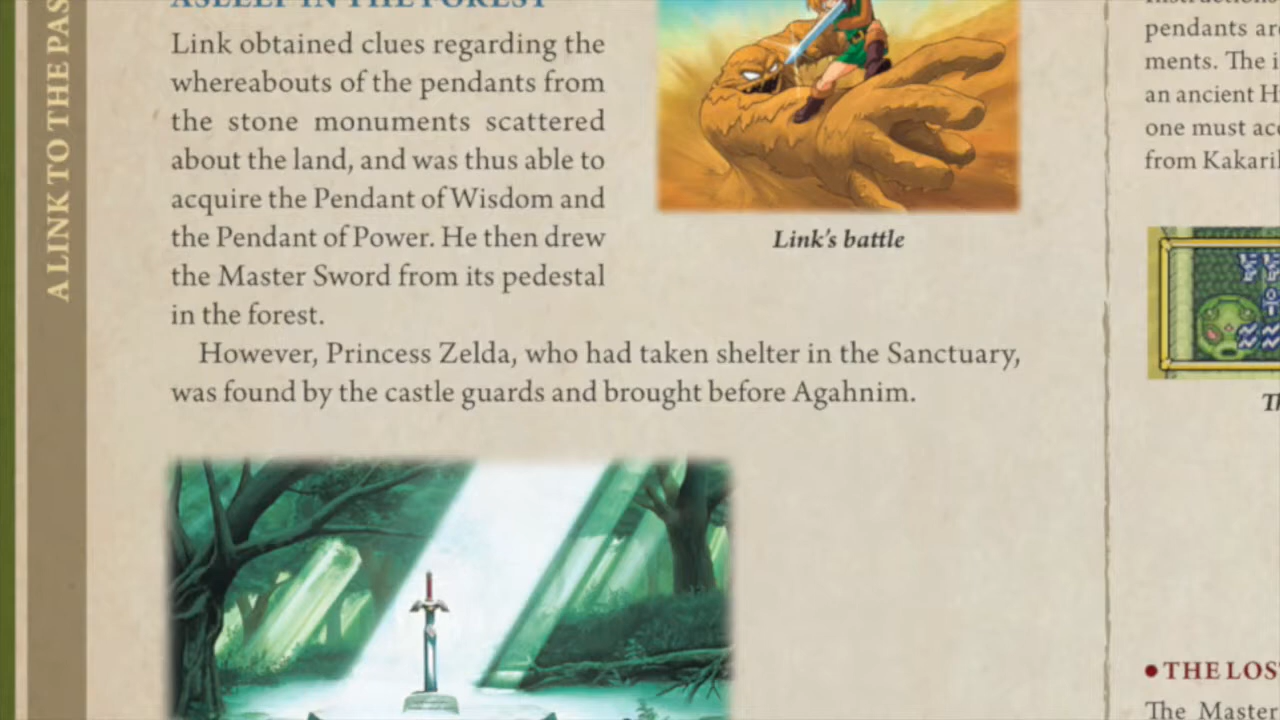 A LINK TO THE PAS
ASLEEP IN THE FOREST
Link obtained clues regarding the
whereabouts of the pendants from
the stone monuments scattered
about the land, and was thus able to
acquire the Pendant of Wisdom and
the Pendant of Power. He then drew
the Master Sword from its pedestal
in the forest.
However, Princess Zelda, who had taken shelter in the Sanctuary,
was found by the castle guards and brought before Agahnim.
Link's battle
pendants
ments. The
an ancient
one must
from
• THE
The Master